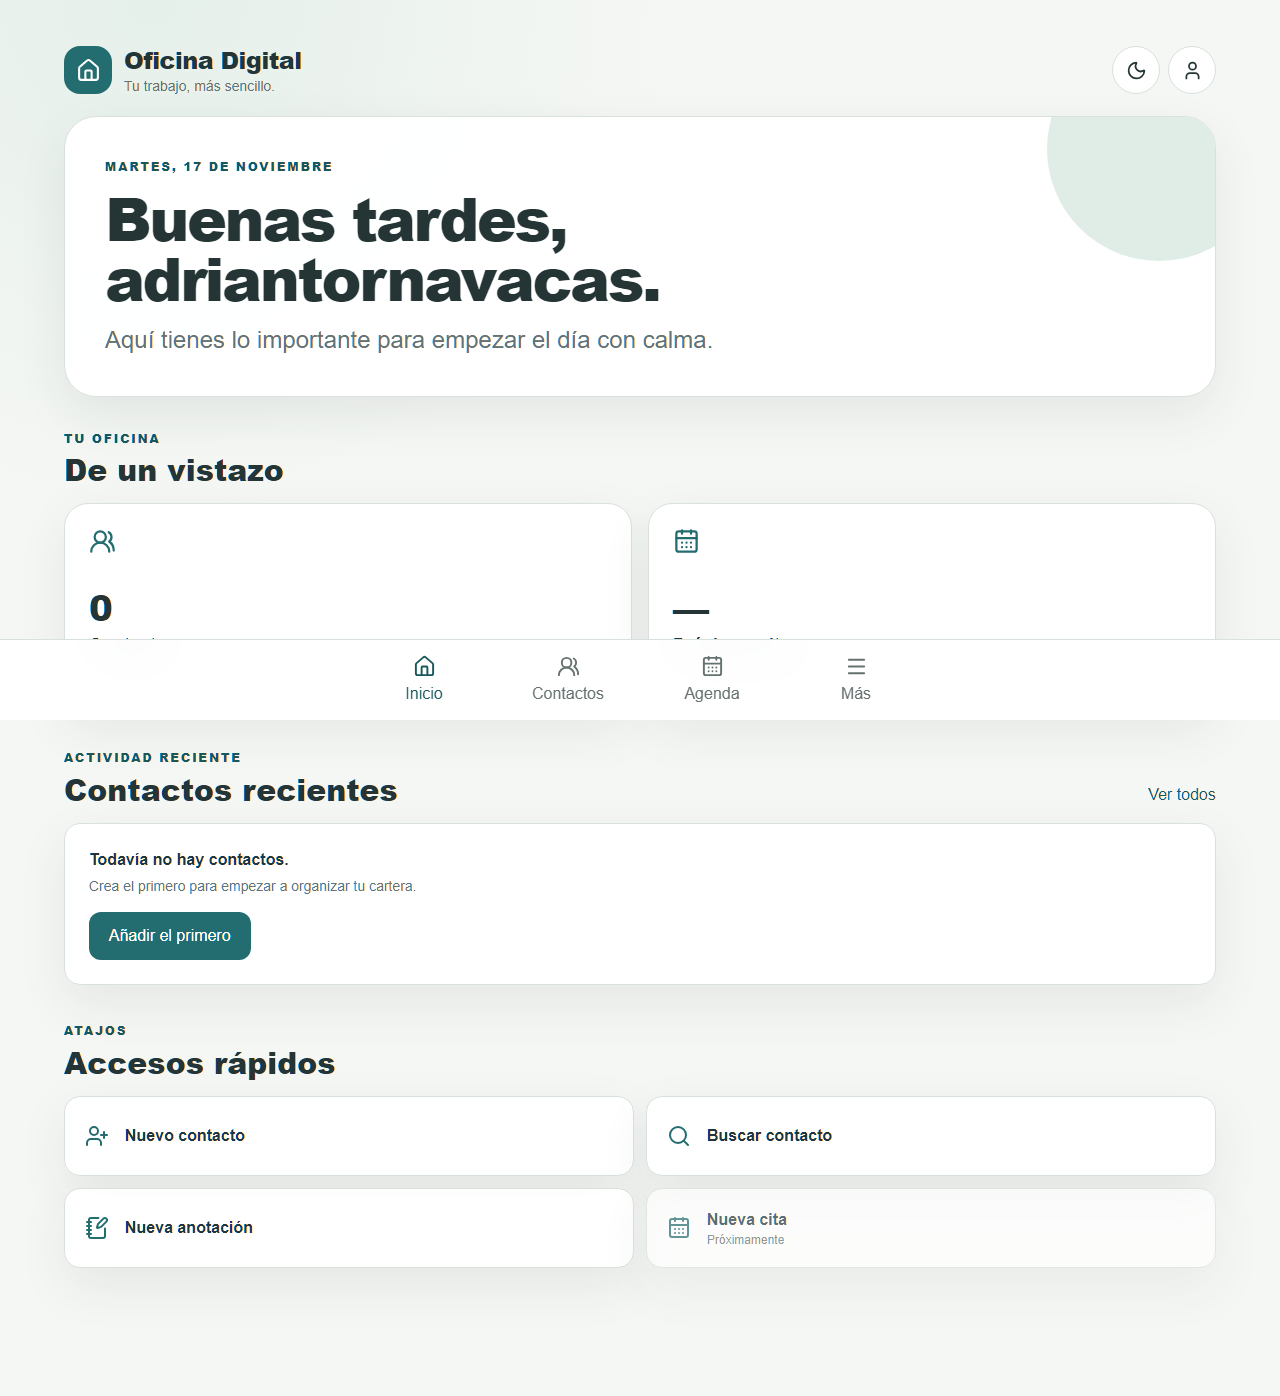 Oficina Digital
Tu trabajo, más sencillo.
MARTES, 17 DE NOVIEMBRE
Buenas tardes,
adriantornavacas.
Aquí tienes lo importante para empezar el día con calma.
TU OFICINA
De un vistazo
0
—
Inicio
Contactos
Agenda
Más
ACTIVIDAD RECIENTE
Contactos recientes
Ver todos
Todavía no hay contactos.
Crea el primero para empezar a organizar tu cartera.
Añadir el primero
ATAJOS
Accesos rápidos
Nuevo contacto
Buscar contacto
Nueva anotación
Nueva cita
Próximamente